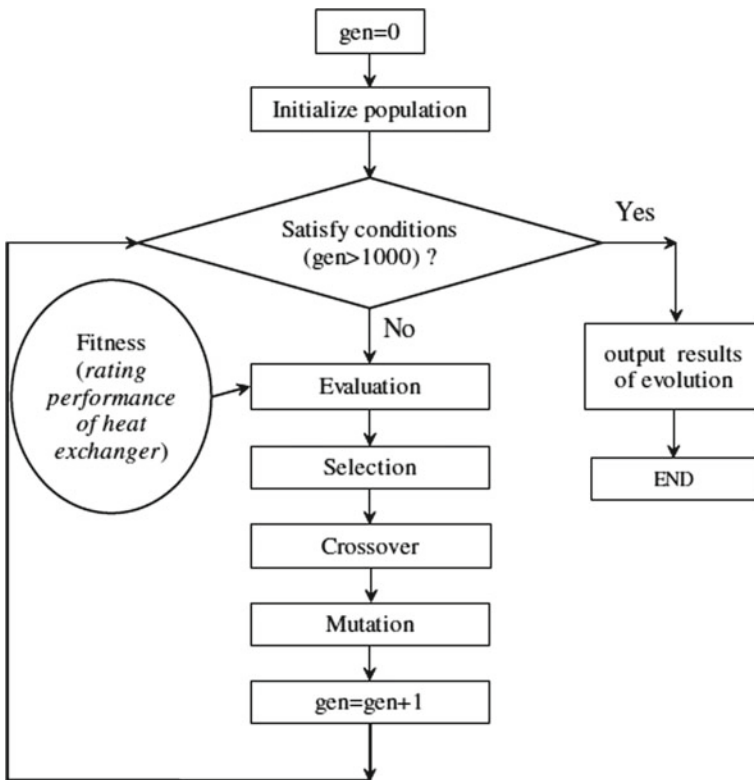 gen=0
Initialize population
Satisfy conditions
(gen>1000) ?
Yes
No
Fitness
(rating
performance
of heat
exchanger)
Evaluation
output results
of evolution
Selection
END
Crossover
Mutation
gen=gen+1